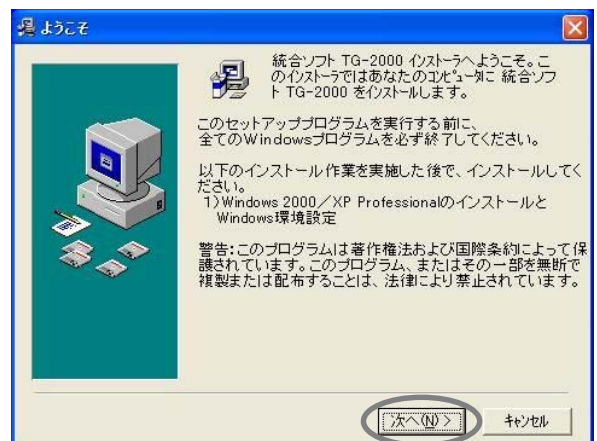 ようこそ
統合ソフト TG-2000 ｲﾝｽﾄｰﾗへようこそ。こ
のｲﾝｽﾄｰﾗではあなたのｺﾝﾋﾟｭｰﾀに 統合ソフ
ト TG-2000 をｲﾝｽﾄｰﾙします。
このセットアッププログラムを実行する前に、
全てのWindowsプログラムを必ず終了してください。
以下のインストール作業を実施した後で、インストールしてく
ださい。
1)Windows 2000／XP Professionalのインストールと
Windows環境設定
警告:このプログラムは著作権法および国際条約によって保
護されています。このプログラム、またはその一部を無断で
複製または配布することは、法律により禁止されています。
次へ(N) >
ｷｬﾝｾﾙ